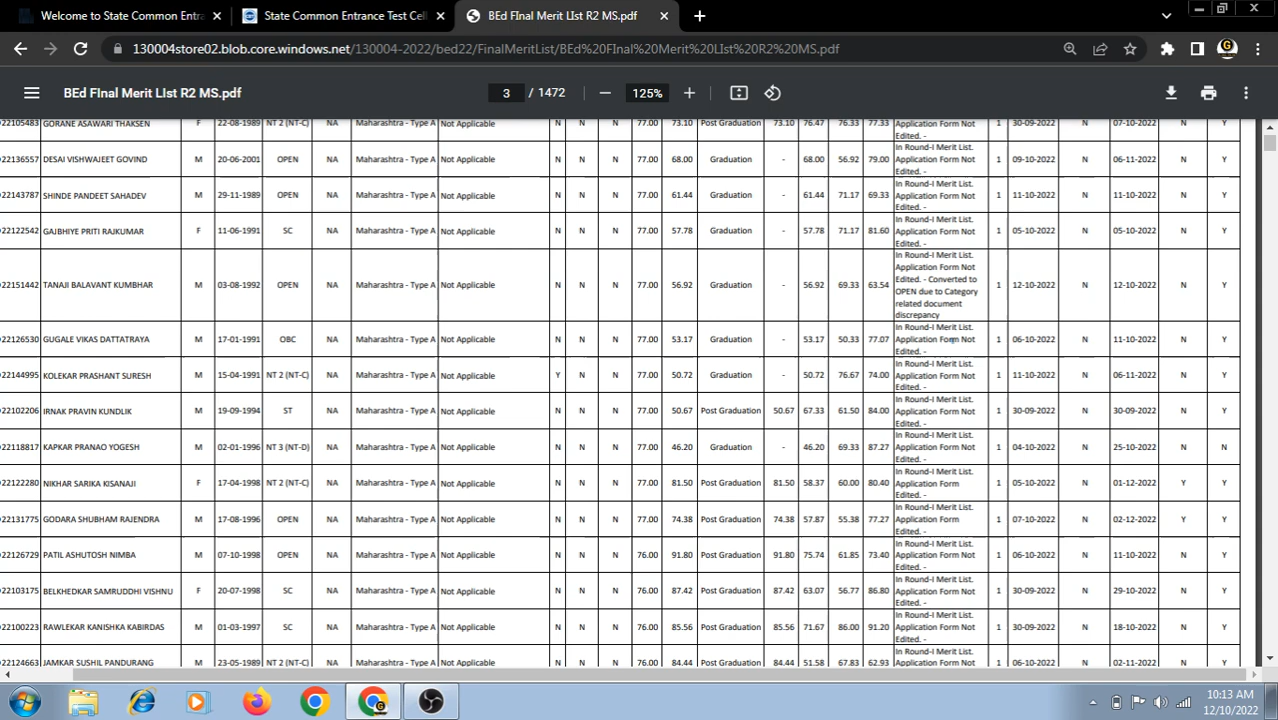 Welcome to State Common Entra
State Common Entrance Test Cell
BEd FInal Merit LIst R2 MS.pdf
130004store02.blob.core.windows.net/130004-2022/bed22/FinalMeritList/BEd%20FInal%20Merit%20LIst%20R2%20MS.pdf
BEd FInal Merit LIst R2 MS.pdf 3 / 1472 125%
22105483 GORANE ASAWARI THAKSEN F 22-08-1989 NT 2 (NT-C) NA Maharashtra - Type A Not Applicable N N N 77.00 73.10 Post Graduation 73.10 76.47 76.33 77.33 Application Form Not Edited. - 1 30-09-2022 N 07-10-2022 N Y
22136557 DESAI VISHWAJEET GOVIND M 20-06-2001 OPEN NA Maharashtra - Type A Not Applicable N N N 77.00 68.00 Graduation - 68.00 56.92 79.00 In Round-I Merit List. Application Form Not Edited. - 1 09-10-2022 N 06-11-2022 N Y
22143787 SHINDE PANDEET SAHADEV M 29-11-1989 OPEN NA Maharashtra - Type A Not Applicable N N N 77.00 61.44 Graduation - 61.44 71.17 69.33 In Round-I Merit List. Application Form Not Edited. - 1 11-10-2022 N 11-10-2022 N Y
22122542 GAJBHIYE PRITI RAJKUMAR F 11-06-1991 SC NA Maharashtra - Type A Not Applicable N N N 77.00 57.78 Graduation - 57.78 71.17 81.60 In Round-I Merit List. Application Form Not Edited. - 1 05-10-2022 N 05-10-2022 N Y
22151442 TANAJI BALAVANT KUMBHAR M 03-08-1992 OPEN NA Maharashtra - Type A Not Applicable N N N 77.00 56.92 Graduation - 56.92 69.33 63.54 In Round-I Merit List. Application Form Not Edited. - Converted to OPEN due to Category related document discrepancy 1 12-10-2022 N 12-10-2022 N Y
22126530 GUGALE VIKAS DATTATRAYA M 17-01-1991 OBC NA Maharashtra - Type A Not Applicable N N N 77.00 53.17 Graduation - 53.17 50.33 77.07 In Round-I Merit List. Application Form Not Edited. - 1 06-10-2022 N 11-10-2022 N Y
22144995 KOLEKAR PRASHANT SURESH M 15-04-1991 NT 2 (NT-C) NA Maharashtra - Type A Not Applicable Y N N 77.00 50.72 Graduation - 50.72 76.67 74.00 In Round-I Merit List. Application Form Not Edited. - 1 11-10-2022 N 06-11-2022 N Y
22102206 IRNAK PRAVIN KUNDLIK M 19-09-1994 ST NA Maharashtra - Type A Not Applicable N N N 77.00 50.67 Post Graduation 50.67 67.33 61.50 84.00 In Round-I Merit List. Application Form Not Edited. - 1 30-09-2022 N 30-09-2022 N Y
22118817 KAPKAR PRANAO YOGESH M 02-01-1996 NT 3 (NT-D) NA Maharashtra - Type A Not Applicable N N N 77.00 46.20 Graduation - 46.20 69.33 87.27 In Round-I Merit List. Application Form Not Edited. - 1 04-10-2022 N 25-10-2022 N N
22122280 NIKHAR SARIKA KISANAJI F 17-04-1998 NT 2 (NT-C) NA Maharashtra - Type A Not Applicable N N N 77.00 81.50 Post Graduation 81.50 58.37 60.00 80.40 In Round-I Merit List. Application Form Edited. - 1 05-10-2022 N 01-12-2022 Y Y
22131775 GODARA SHUBHAM RAJENDRA M 17-08-1996 OPEN NA Maharashtra - Type A Not Applicable N N N 77.00 74.38 Post Graduation 74.38 57.87 55.38 77.27 In Round-I Merit List. Application Form Edited. - 1 07-10-2022 N 02-12-2022 Y Y
22126729 PATIL ASHUTOSH NIMBA M 07-10-1998 OPEN NA Maharashtra - Type A Not Applicable N N N 76.00 91.80 Post Graduation 91.80 75.74 61.85 73.40 In Round-I Merit List. Application Form Not Edited. - 1 06-10-2022 N 11-10-2022 N Y
22103175 BELKHEDKAR SAMRUDDHI VISHNU F 20-07-1998 SC NA Maharashtra - Type A Not Applicable N N N 76.00 87.42 Post Graduation 87.42 63.07 56.77 86.80 In Round-I Merit List. Application Form Not Edited. - 1 30-09-2022 N 29-10-2022 N Y
22100223 RAWLEKAR KANISHKA KABIRDAS M 01-03-1997 SC NA Maharashtra - Type A Not Applicable N N N 76.00 85.56 Post Graduation 85.56 71.67 86.00 91.20 In Round-I Merit List. Application Form Not Edited. - 1 30-09-2022 N 18-10-2022 N Y
22124663 JAMKAR SUSHIL PANDURANG M 23-05-1989 NT 2 (NT-C) NA Maharashtra - Type A Not Applicable N N N 76.00 84.44 Post Graduation 84.44 51.58 67.83 62.93 In Round-I Merit List. Application Form Not 1 06-10-2022 N 02-11-2022 N Y
10:13 AM
12/10/2022